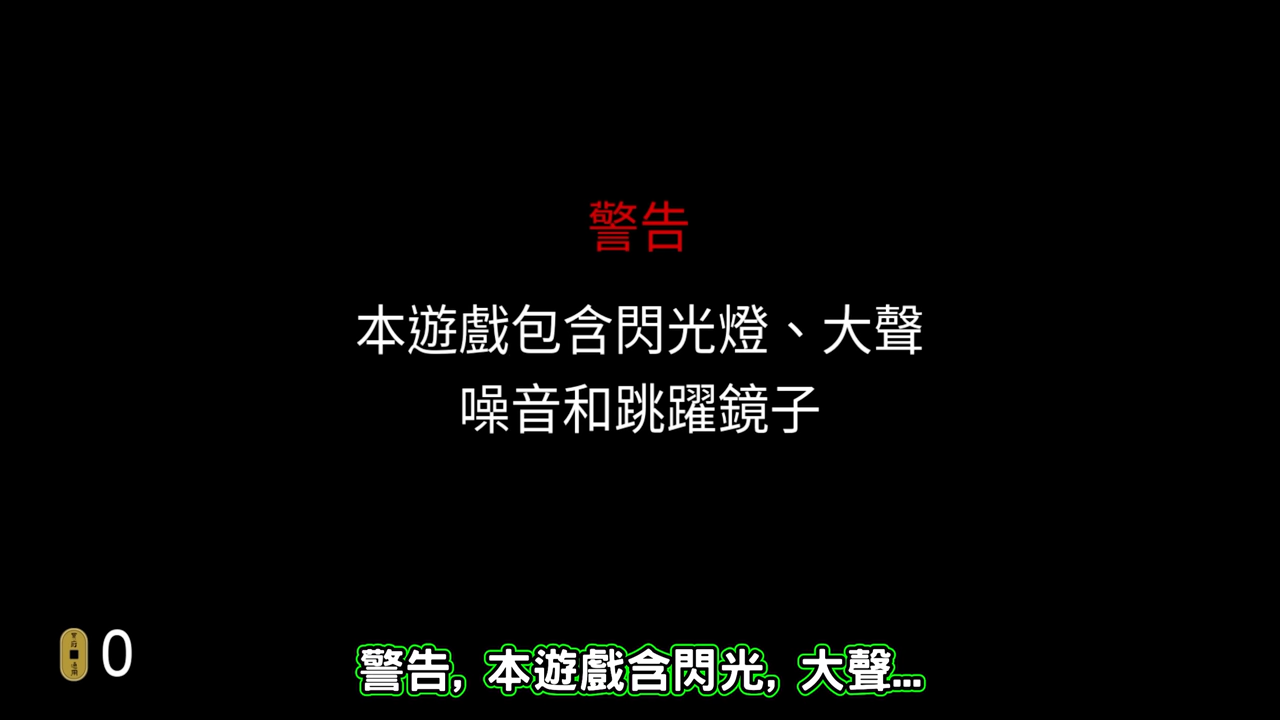 警告
本遊戲包含閃光燈、大聲
噪音和跳躍鏡子
0
警告, 本遊戲含閃光, 大聲...